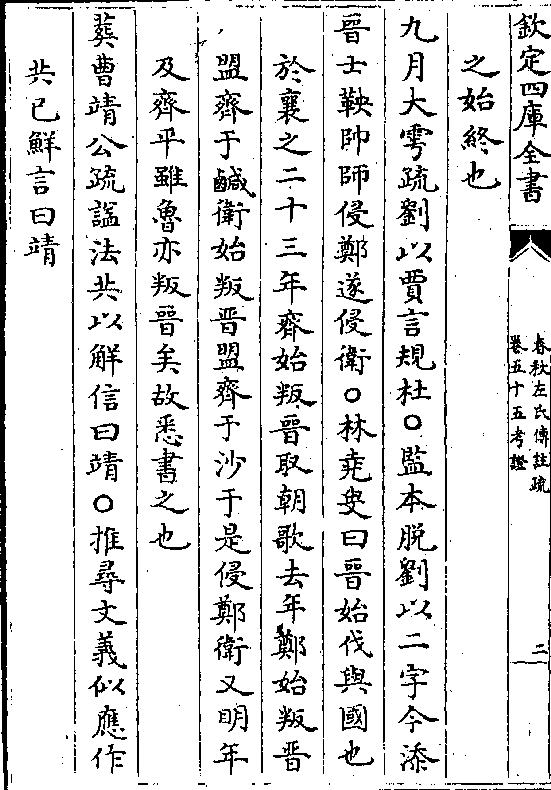 欽定四庫全書
春秋左氏傳註疏
卷五十五考證
二
之始終也
九月大雩疏劉以賈言規杜○監本脫劉以二字今添
晉士鞅帥師侵鄭遂侵衛○林堯叟曰晉始伐與國也
於襄之二十三年齊始叛晉取朝歌去年鄭始叛晉
盟齊于鹹衛始叛晉盟齊于沙于是侵鄭衛又明年
及齊平雖魯亦叛晉矣故悉書之也
葬曹靖公疏諡法共以解信曰靖○推尋文義似應作
共已鮮言曰靖